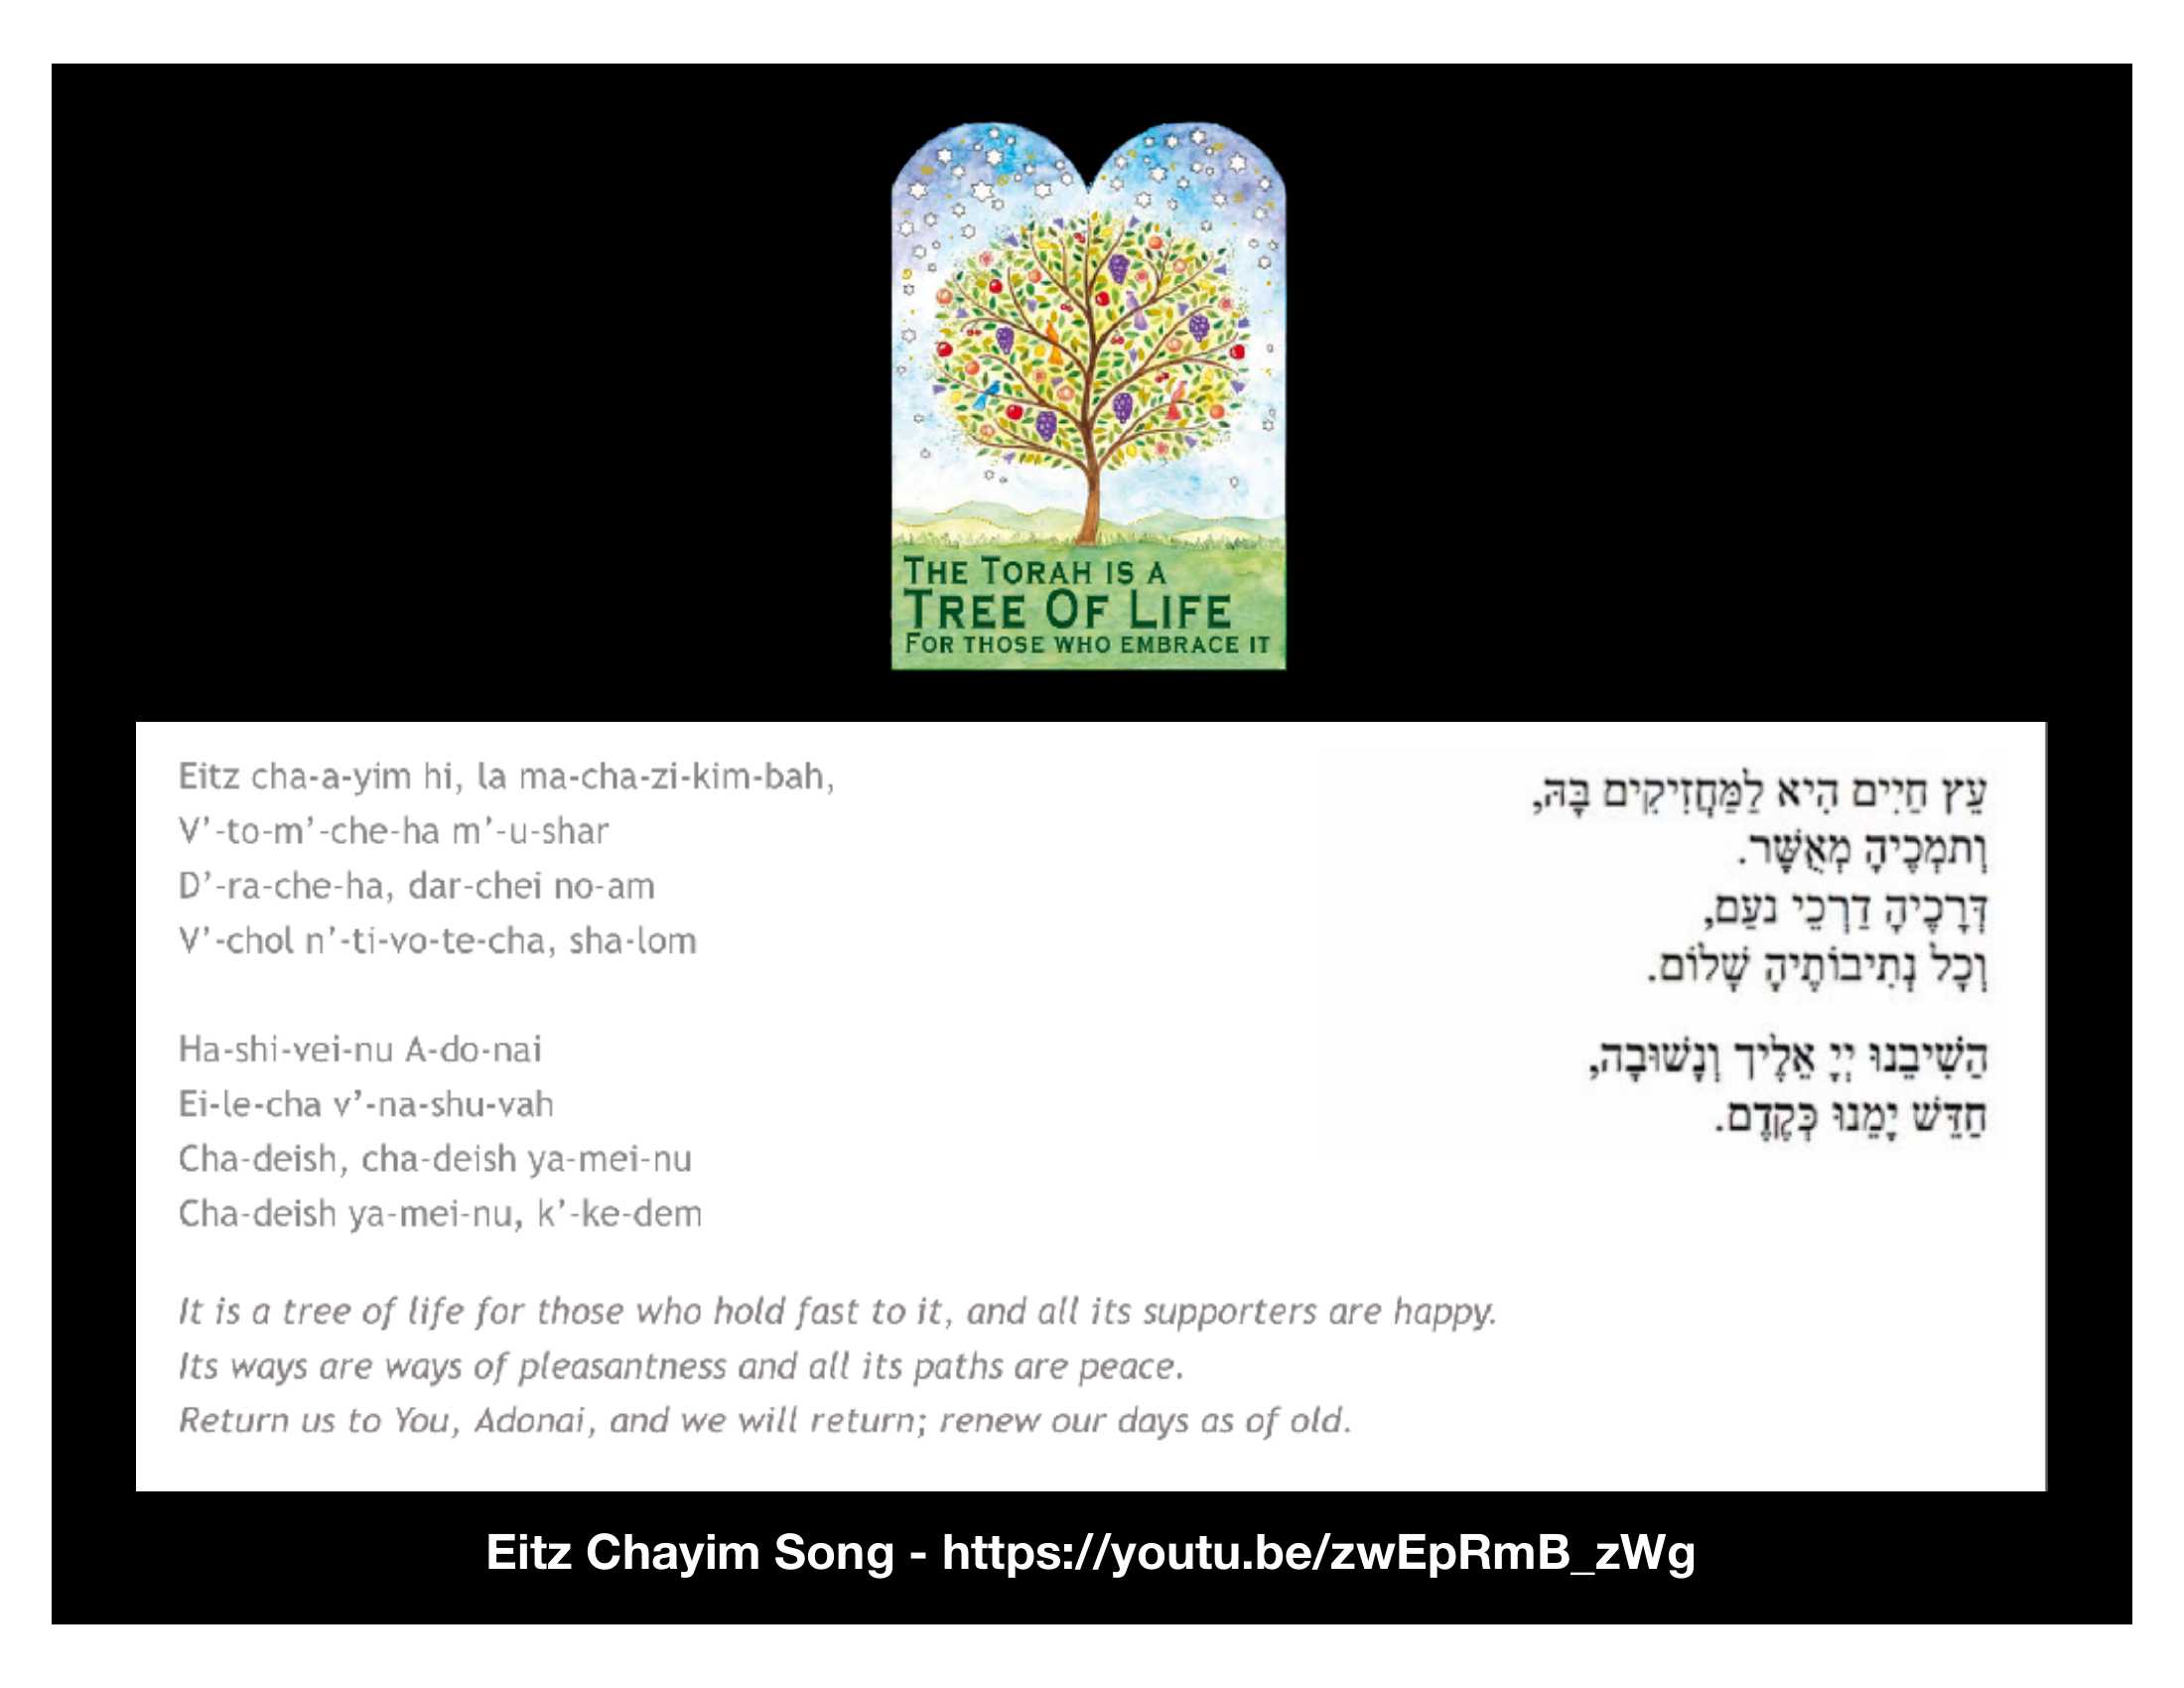 THE TORAH IS A
TREE OF LIFE
FOR THOSE WHO EMBRACE IT
Eitz cha-a-yim hi, la ma-cha-zi-kim-bah,
V’-to-m’-che-ha m’-u-shar
D’-ra-che-ha, dar-chei no-am
V’-chol n’-ti-vo-te-cha, sha-lom
Ha-shi-vei-nu A-do-nai
Ei-le-cha v’-na-shu-vah
Cha-deish, cha-deish ya-mei-nu
Cha-deish ya-mei-nu, k’-ke-dem
עֵץ חַיִּים הִיא לַמַּחֲזִיקִים בָּהּ,
וְתֹמְכֶיהָ מְאֻשָּׁר.
דְּרָכֶיהָ דַרְכֵי נֹעַם,
וְכָל נְתִיבוֹתֶיהָ שָׁלוֹם.
הַשִׁיבֵנוּ יְיָ אֵלֶיךָ וְנָשׁוּבָה,
חַדֵּשׁ יָמֵנוּ כְּקֶדֶם.
It is a tree of life for those who hold fast to it, and all its supporters are happy.
Its ways are ways of pleasantness and all its paths are peace.
Return us to You, Adonai, and we will return; renew our days as of old.
Eitz Chayim Song - https://youtu.be/zwEpRmB_zWg